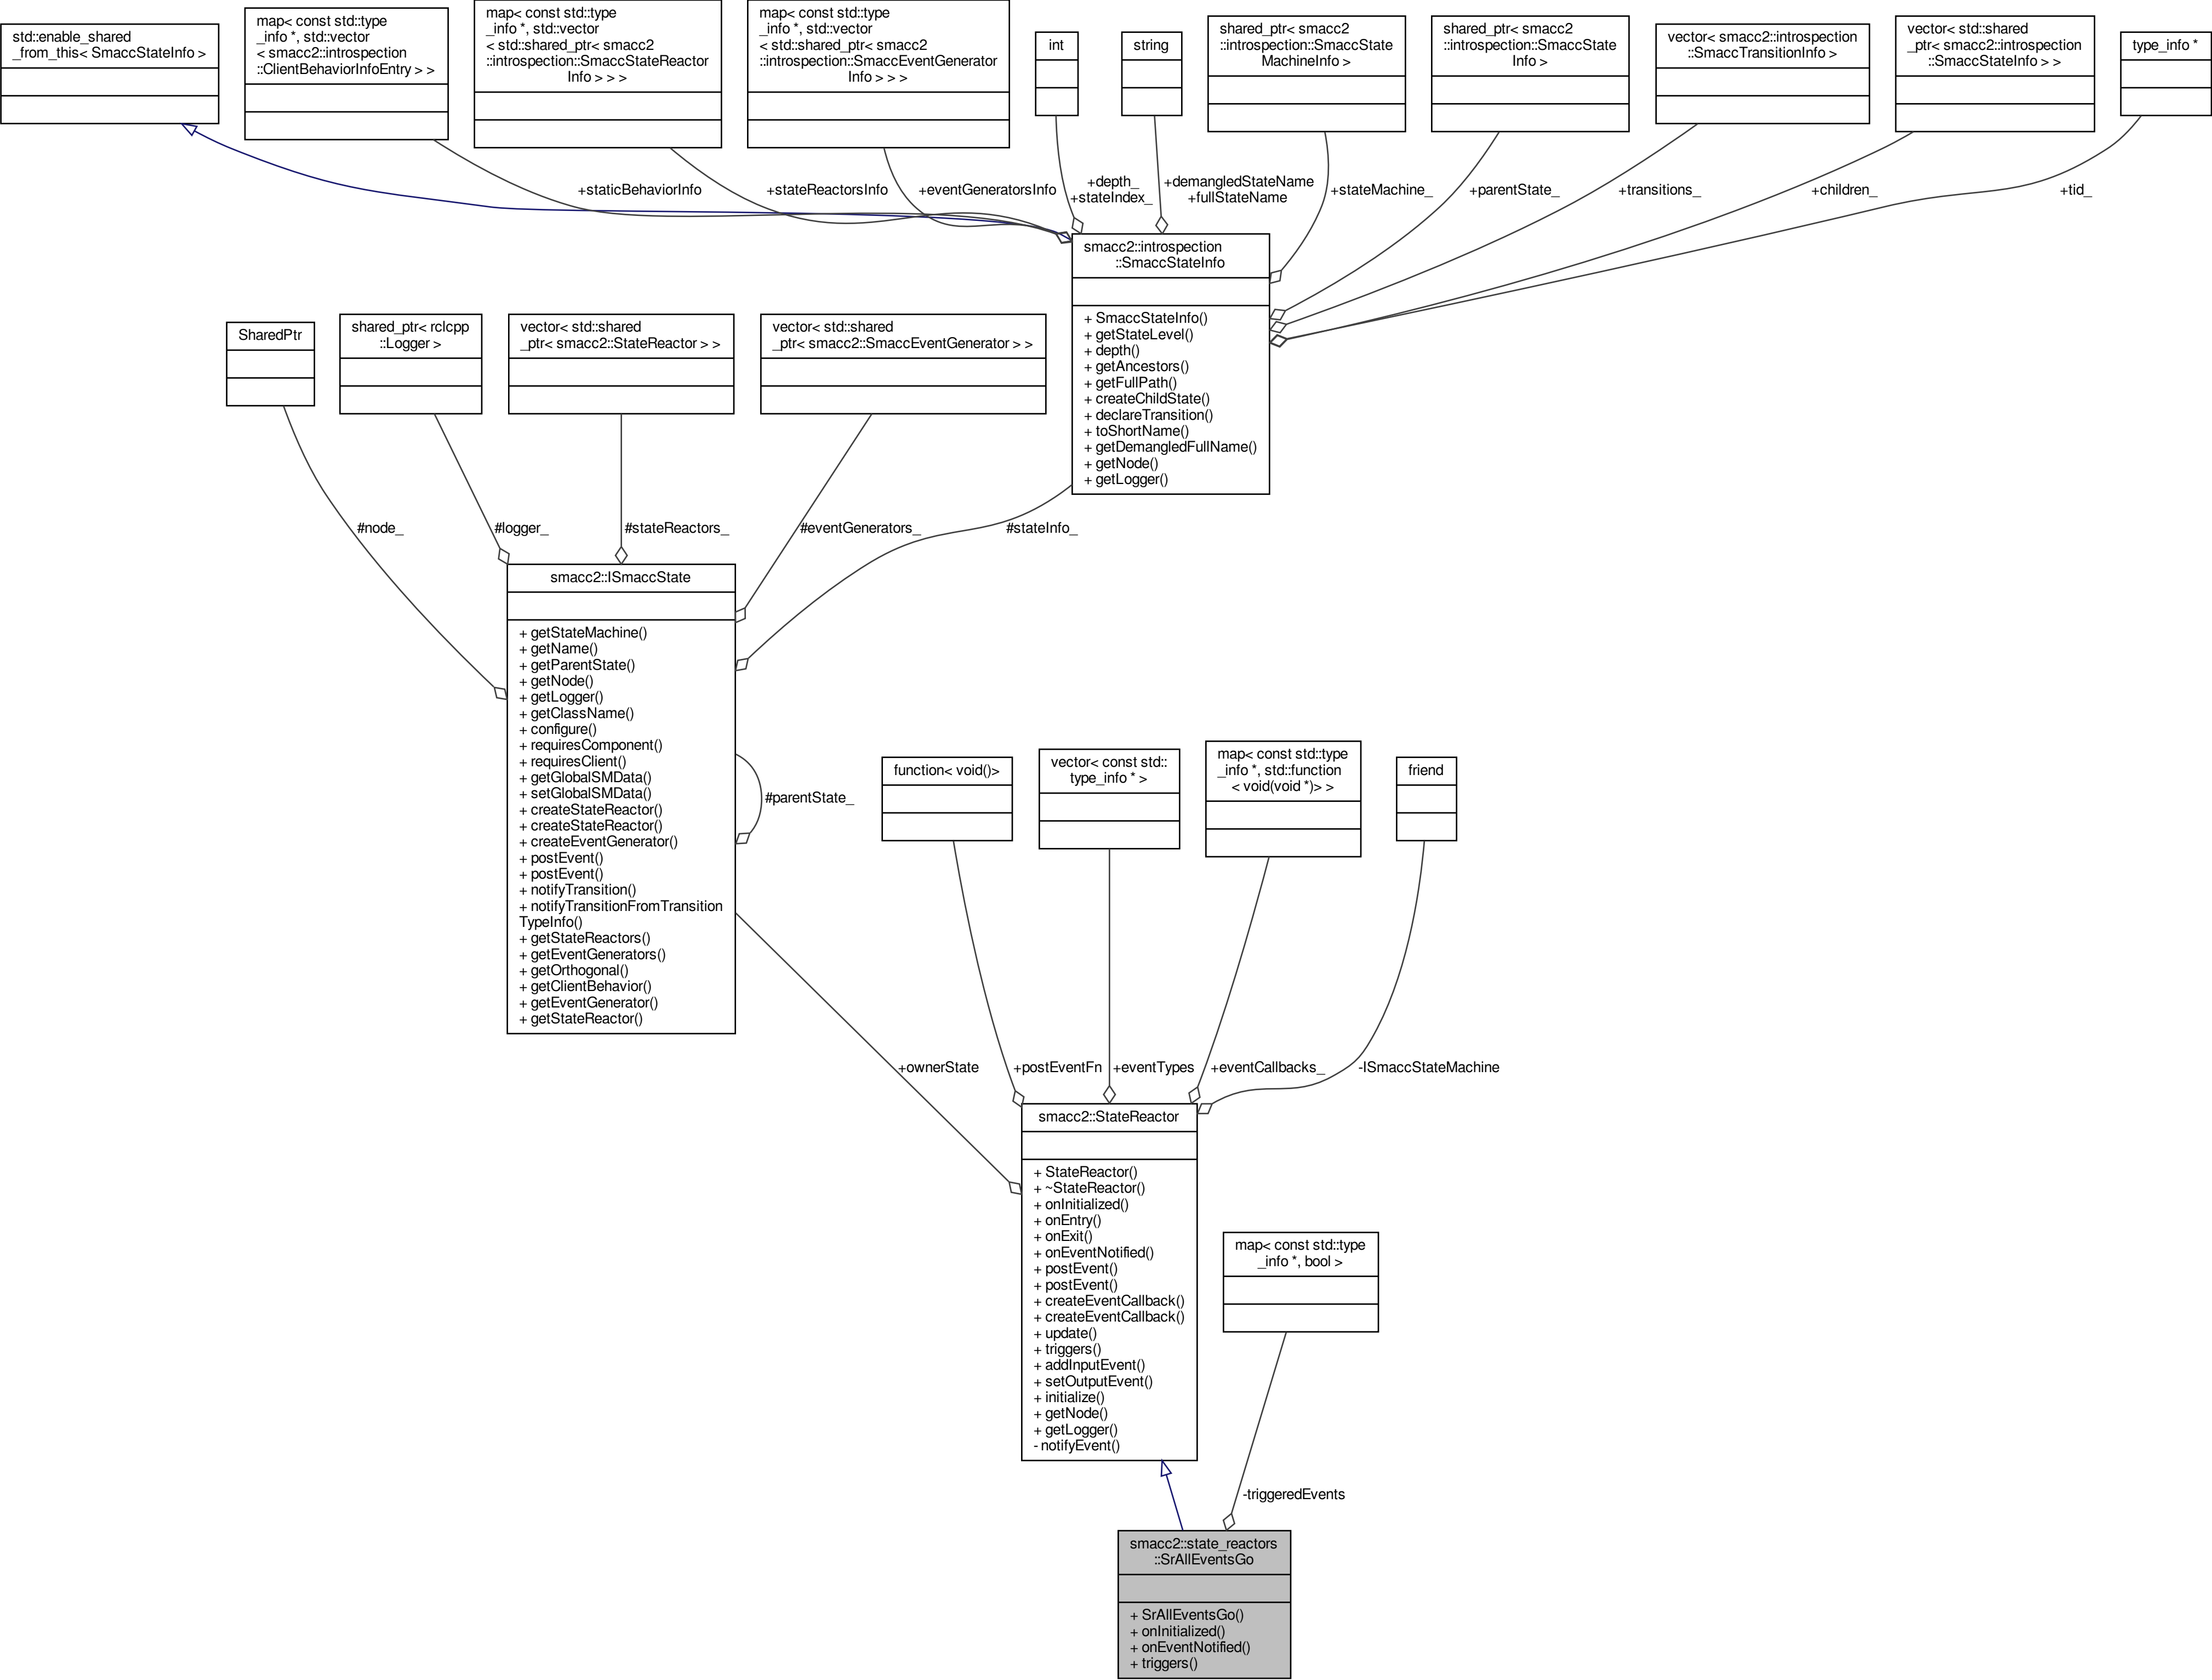 std::enable_shared
_from_this< SmaccStateInfo >
map< const std::type
_info *, std::vector
< smacc2::introspection
::ClientBehaviorInfoEntry > >
map< const std::type
_info *, std::vector
< std::shared_ptr< smacc2
::introspection::SmaccStateReactor
Info > > >
map< const std::type
_info *, std::vector
< std::shared_ptr< smacc2
::introspection::SmaccEventGenerator
Info > > >
int
string
shared_ptr< smacc2
::introspection::SmaccState
MachineInfo >
shared_ptr< smacc2
::introspection::SmaccState
Info >
vector< smacc2::introspection
::SmaccTransitionInfo >
vector< std::shared
_ptr< smacc2::introspection
::SmaccStateInfo > >
type_info *
+staticBehaviorInfo
+stateReactorsInfo
+eventGeneratorsInfo
+depth_
+stateIndex_
+demangledStateName
+fullStateName
+stateMachine_
+parentState_
+transitions_
+children_
+tid_
smacc2::introspection
::SmaccStateInfo
+ SmaccStateInfo()
+ getStateLevel()
+ depth()
+ getAncestors()
+ getFullPath()
+ createChildState()
+ declareTransition()
+ toShortName()
+ getDemangledFullName()
+ getNode()
+ getLogger()
SharedPtr
shared_ptr< rclcpp
::Logger >
vector< std::shared
_ptr< smacc2::StateReactor > >
vector< std::shared
_ptr< smacc2::SmaccEventGenerator > >
#node_
#logger_
#stateReactors_
#eventGenerators_
#stateInfo_
smacc2::ISmaccState
+ getStateMachine()
+ getName()
+ getParentState()
+ getNode()
+ getLogger()
+ getClassName()
+ configure()
+ requiresComponent()
+ requiresClient()
+ getGlobalSMData()
+ setGlobalSMData()
+ createStateReactor()
+ createStateReactor()
+ createEventGenerator()
+ postEvent()
+ postEvent()
+ notifyTransition()
+ notifyTransitionFromTransition
TypeInfo()
+ getStateReactors()
+ getEventGenerators()
+ getOrthogonal()
+ getClientBehavior()
+ getEventGenerator()
+ getStateReactor()
#parentState_
function< void()>
vector< const std::
type_info * >
map< const std::type
_info *, std::function
< void(void *)> >
friend
+ownerState
+postEventFn
+eventTypes
+eventCallbacks_
-ISmaccStateMachine
smacc2::StateReactor
+ StateReactor()
+ ~StateReactor()
+ onInitialized()
+ onEntry()
+ onExit()
+ onEventNotified()
+ postEvent()
+ postEvent()
+ createEventCallback()
+ createEventCallback()
+ update()
+ triggers()
+ addInputEvent()
+ setOutputEvent()
+ initialize()
+ getNode()
+ getLogger()
- notifyEvent()
map< const std::type
_info *, bool >
-triggeredEvents
smacc2::state_reactors
::SrAllEventsGo
+ SrAllEventsGo()
+ onInitialized()
+ onEventNotified()
+ triggers()